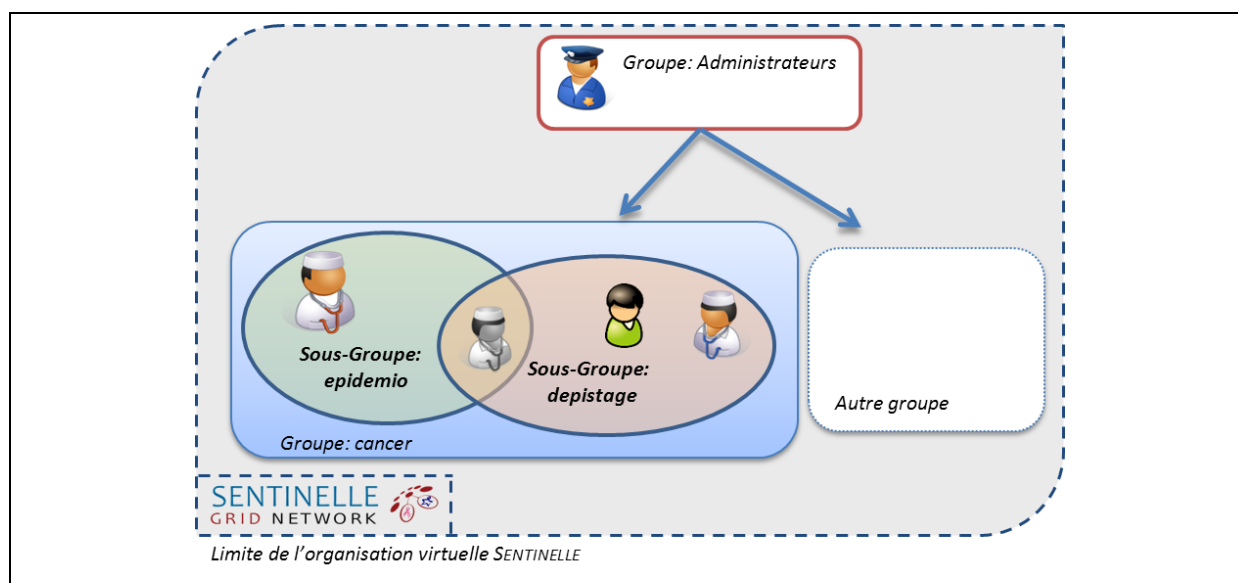 Groupe: Administrateurs
Sous-Groupe:
epidemio
Sous-Groupe:
depistage
Autre groupe
Groupe: cancer
SENTINELLE
GRID NETWORK
Limite de l’organisation virtuelle SENTINELLE